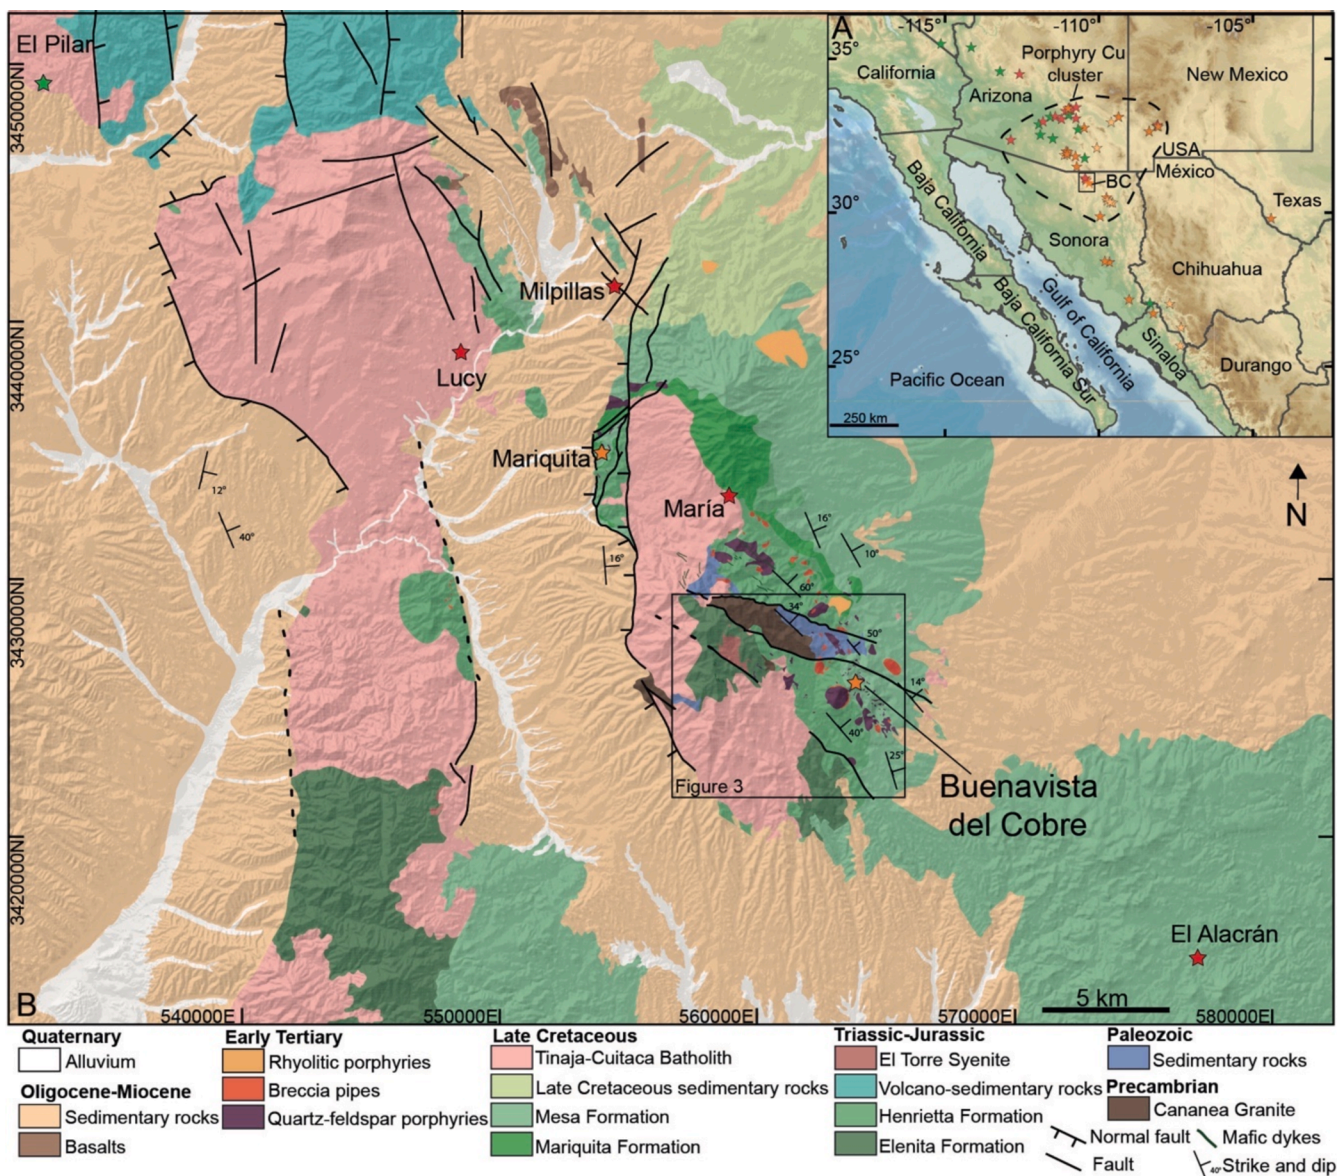 A
-115°
-110°
-105°
35°
30°
25°
California
Arizona
Porphyry Cu
cluster
New Mexico
USA
México
BC
Texas
Baja California
Sonora
Chihuahua
Gulf of California
Baja California Sur
Sinaloa
Durango
Pacific Ocean
250 km
El Pilar
3450000NI
3440000NI
3430000NI
3420000NI
Milpillas
Lucy
Mariquita
María
N
12°
40°
16°
16°
10°
60°
34°
50°
14°
40°
25°
Figure 3
Buenavista
del Cobre
El Alacrán
5 km
B
540000E
550000E
560000E
570000E
580000E
Quaternary
Alluvium
Oligocene-Miocene
Sedimentary rocks
Basalts
Early Tertiary
Rhyolitic porphyries
Breccia pipes
Quartz-feldspar porphyries
Late Cretaceous
Tinaja-Cuitaca Batholith
Late Cretaceous sedimentary rocks
Mesa Formation
Mariquita Formation
Triassic-Jurassic
El Torre Syenite
Volcano-sedimentary rocks
Henrietta Formation
Elenita Formation
Paleozoic
Sedimentary rocks
Precambrian
Cananea Granite
Normal fault
Mafic dykes
Fault
40° Strike and dip